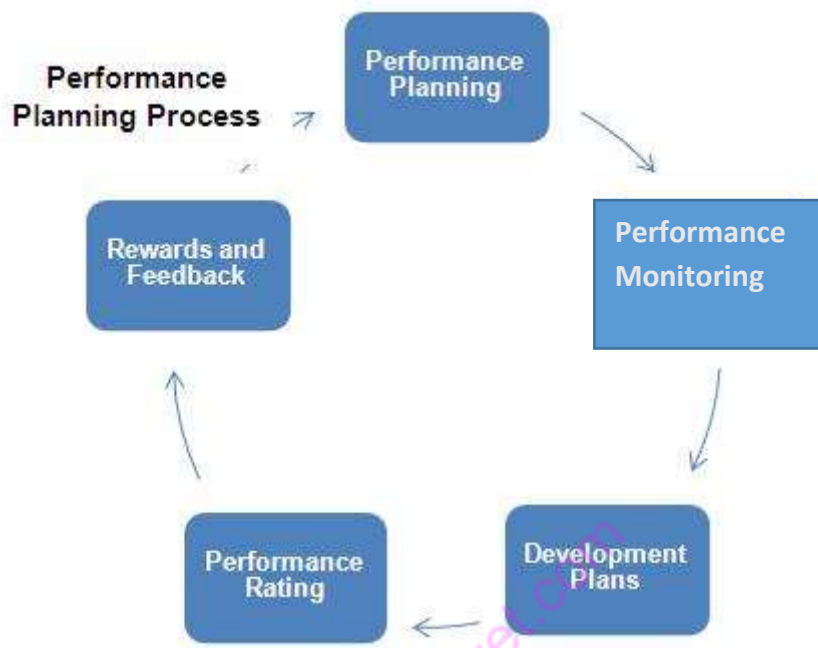 Performance
Planning Process
Performance
Planning
Performance
Monitoring
Development
Plans
Performance
Rating
Rewards and
Feedback